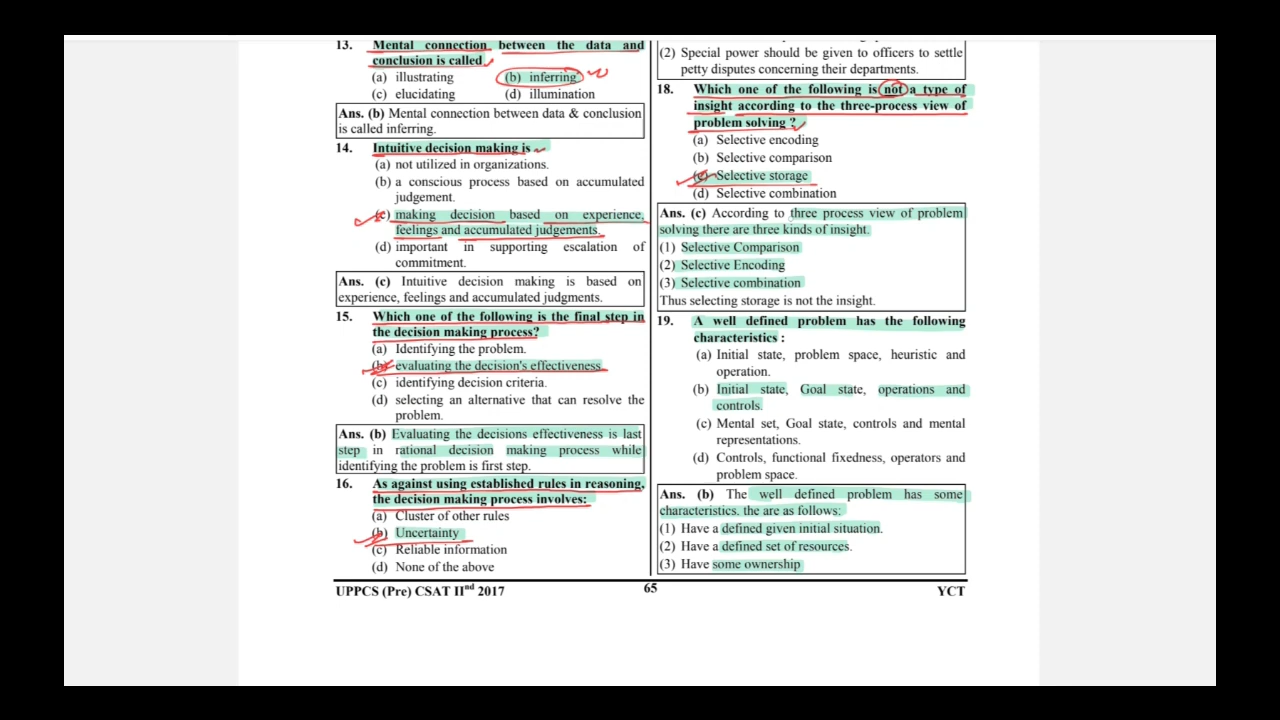 13. Mental connection between the data and
conclusion is called
(a) illustrating (b) inferring
(c) elucidating (d) illumination
Ans. (b) Mental connection between data & conclusion
is called inferring.
14. Intuitive decision making is
(a) not utilized in organizations.
(b) a conscious process based on accumulated
judgement.
(c) making decision based on experience,
feelings and accumulated judgements.
(d) important in supporting escalation of
commitment.
Ans. (c) Intuitive decision making is based on
experience, feelings and accumulated judgments.
15. Which one of the following is the final step in
the decision making process?
(a) Identifying the problem.
(b) evaluating the decision's effectiveness.
(c) identifying decision criteria.
(d) selecting an alternative that can resolve the
problem.
Ans. (b) Evaluating the decisions effectiveness is last
step in rational decision making process while
identifying the problem is first step.
16. As against using established rules in reasoning,
the decision making process involves:
(a) Cluster of other rules
(b) Uncertainty
(c) Reliable information
(d) None of the above
(2) Special power should be given to officers to settle
petty disputes concerning their departments.
18. Which one of the following is not a type of
insight according to the three-process view of
problem solving ?
(a) Selective encoding
(b) Selective comparison
(c) Selective storage
(d) Selective combination
Ans. (c) According to three process view of problem
solving there are three kinds of insight.
(1) Selective Comparison
(2) Selective Encoding
(3) Selective combination
Thus selecting storage is not the insight.
19. A well defined problem has the following
characteristics :
(a) Initial state, problem space, heuristic and
operation.
(b) Initial state, Goal state, operations and
controls.
(c) Mental set, Goal state, controls and mental
representations.
(d) Controls, functional fixedness, operators and
problem space.
Ans. (b) The well defined problem has some
characteristics. the are as follows:
(1) Have a defined given initial situation.
(2) Have a defined set of resources.
(3) Have some ownership
UPPCS (Pre) CSAT IInd 2017 65 YCT